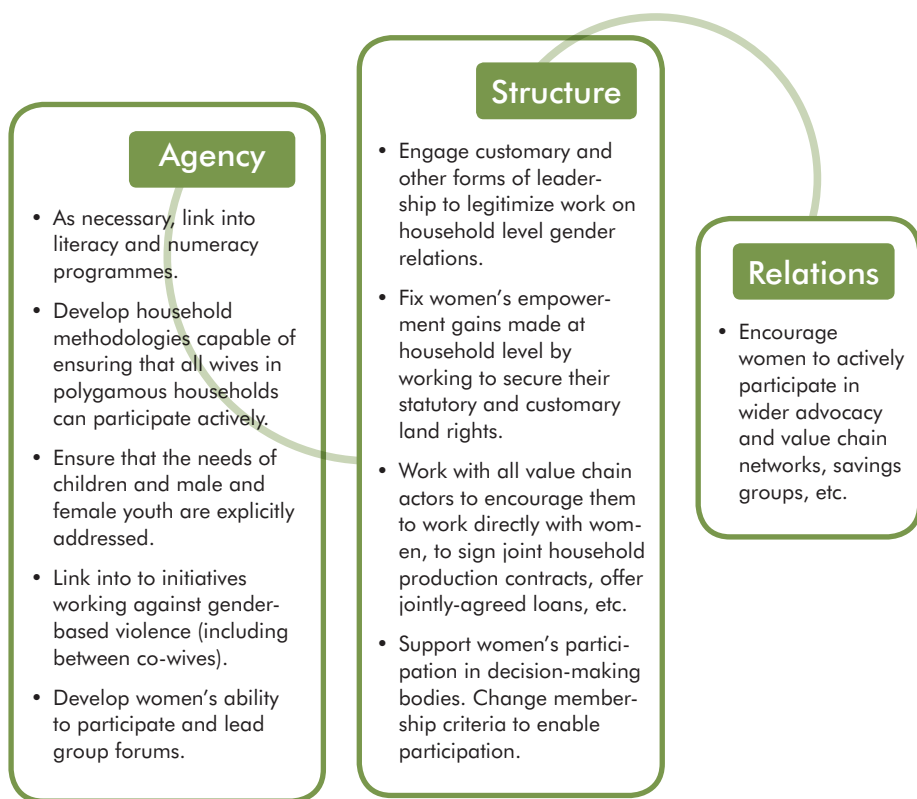 Agency
• As necessary, link into
literacy and numeracy
programmes.
• Develop household
methodologies capable of
ensuring that all wives in
polygamous households
can participate actively.
• Ensure that the needs of
children and male and
female youth are explicitly
addressed.
• Link into to initiatives
working against gender-
based violence (including
between co-wives).
• Develop women's ability
to participate and lead
group forums.
Structure
• Engage customary and
other forms of leader-
ship to legitimize work on
household level gender
relations.
• Fix women's empower-
ment gains made at
household level by
working to secure their
statutory and customary
land rights.
• Work with all value chain
actors to encourage them
to work directly with wom-
en, to sign joint household
production contracts, offer
jointly-agreed loans, etc.
• Support women's partici-
pation in decision-making
bodies. Change member-
ship criteria to enable
participation.
Relations
• Encourage
women to actively
participate in
wider advocacy
and value chain
networks, savings
groups, etc.